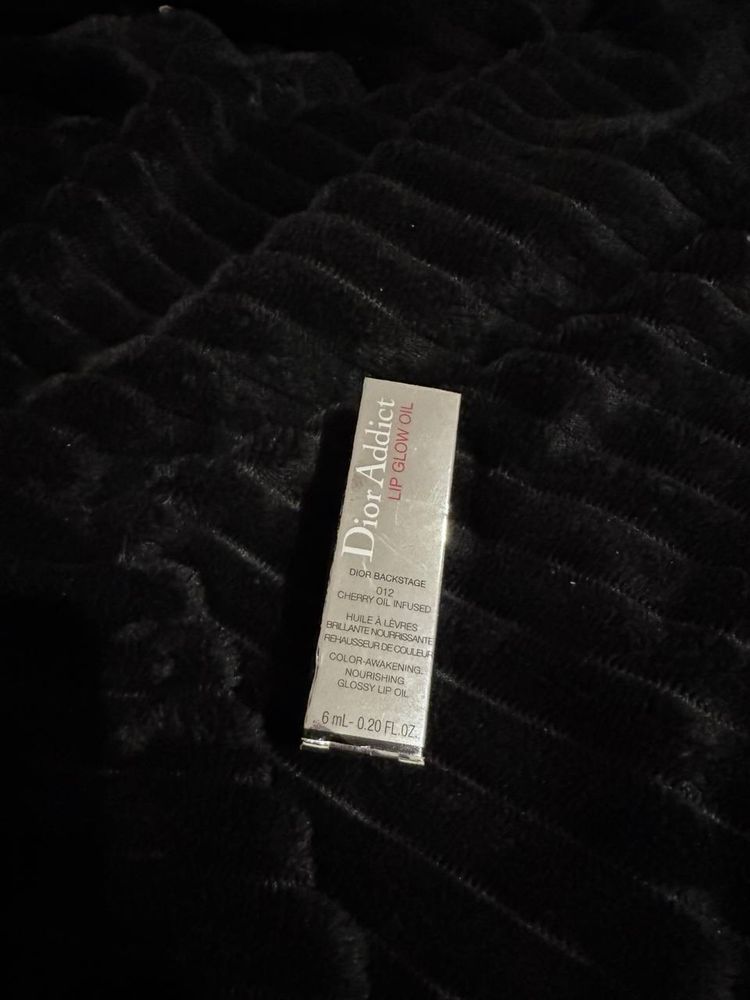 Dior Addict
LIP GLOW OIL
DIOR BACKSTAGE
012
CHERRY OIL INFUSED
HUILE À LÈVRES
BRILLANTE NOURRISSANTE
REHAUSSEUR DE COULEUR
COLOR-AWAKENING,
NOURISHING
GLOSSY LIP OIL
6 mL - 0.20 FL.OZ.